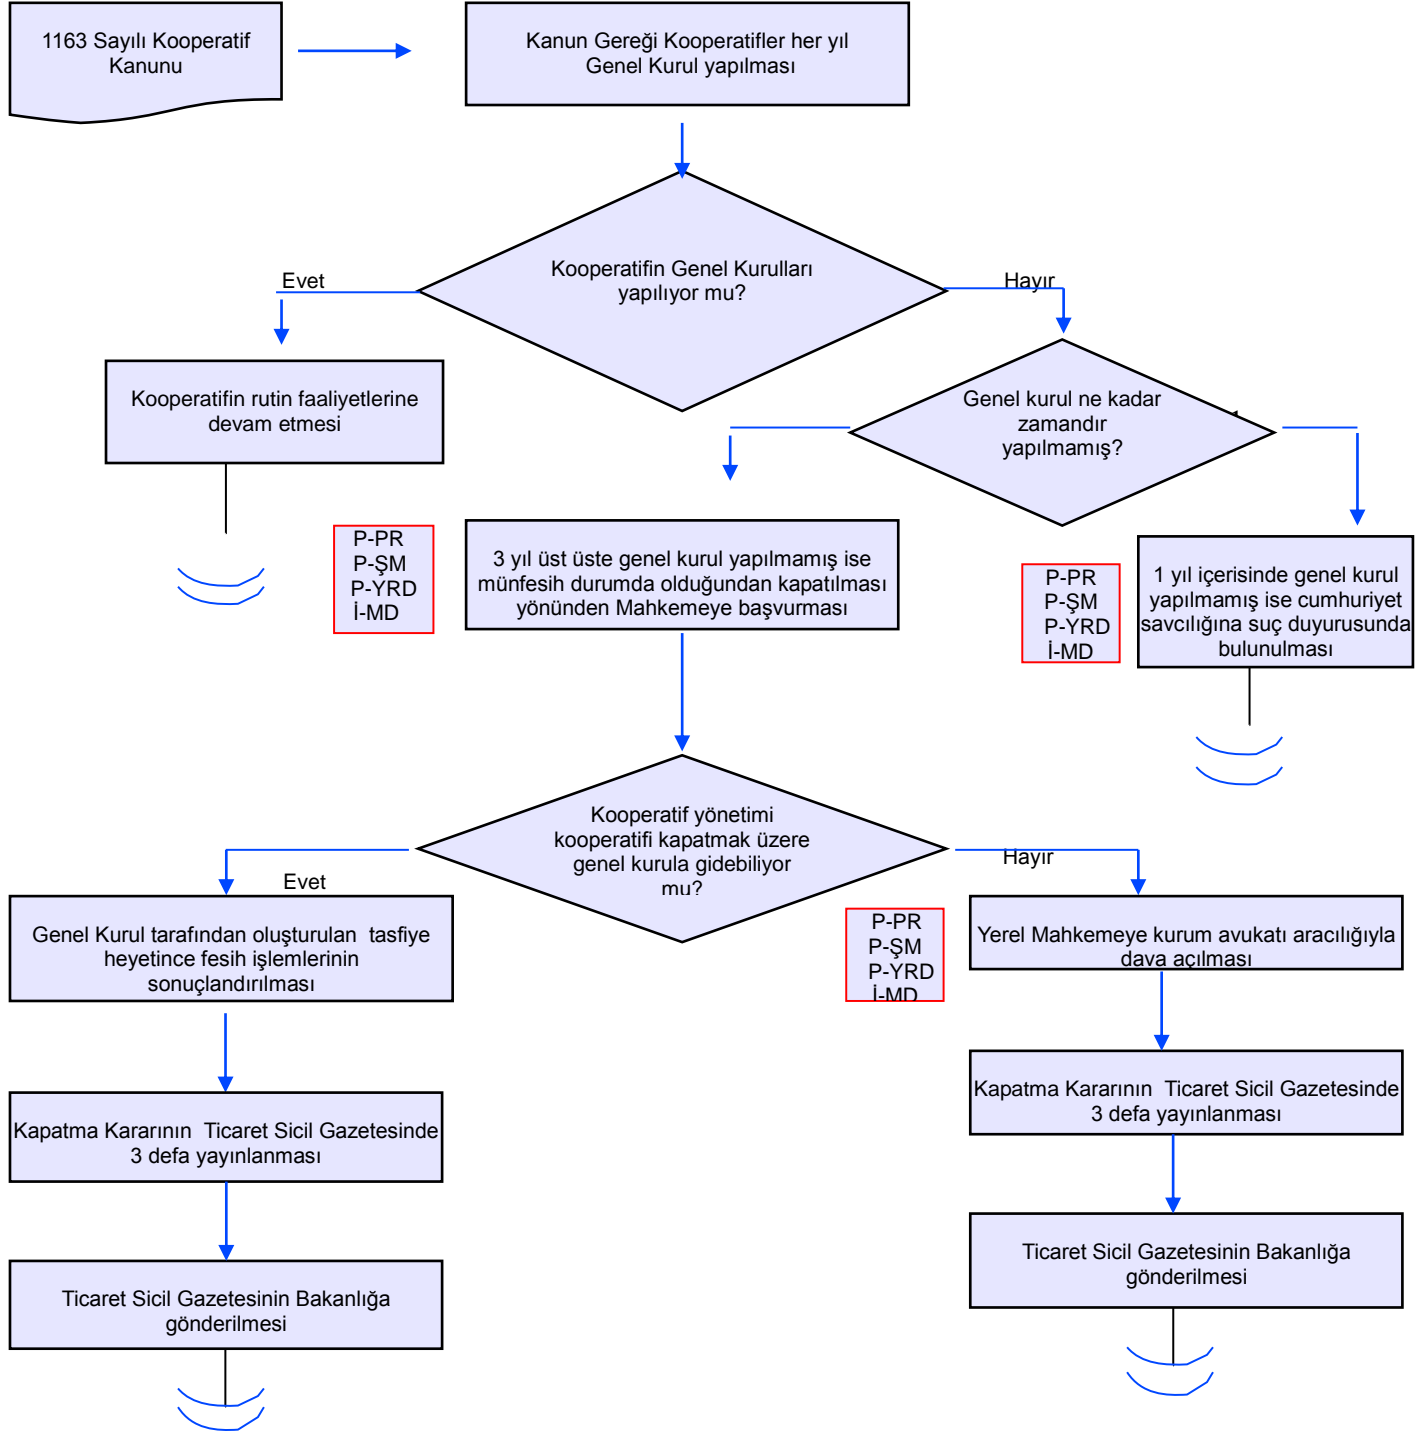 1163 Sayılı Kooperatif
Kanunu
Kanun Gereği Kooperatifler her yıl
Genel Kurul yapılması
Kooperatifin Genel Kurulları
yapılıyor mu?
Evet
Hayır
Kooperatifin rutin faaliyetlerine
devam etmesi
Genel kurul ne kadar
zamandır
yapılmamış?
P-PR
P-ŞM
P-YRD
İ-MD
3 yıl üst üste genel kurul yapılmamış ise
münfesih durumda olduğundan kapatılması
yönünden Mahkemeye başvurması
P-PR
P-ŞM
P-YRD
İ-MD
1 yıl içerisinde genel kurul
yapılmamış ise cumhuriyet
savcılığına suç duyurusunda
bulunulması
Kooperatif yönetimi
kooperatifi kapatmak üzere
genel kurula gidebiliyor
mu?
Evet
Hayır
Genel Kurul tarafından oluşturulan  tasfiye
heyetince fesih işlemlerinin
sonuçlandırılması
P-PR
P-ŞM
P-YRD
İ-MD
Yerel Mahkemeye kurum avukatı aracılığıyla
dava açılması
Kapatma Kararının  Ticaret Sicil Gazetesinde
3 defa yayınlanması
Kapatma Kararının  Ticaret Sicil Gazetesinde
3 defa yayınlanması
Ticaret Sicil Gazetesinin Bakanlığa
gönderilmesi
Ticaret Sicil Gazetesinin Bakanlığa
gönderilmesi